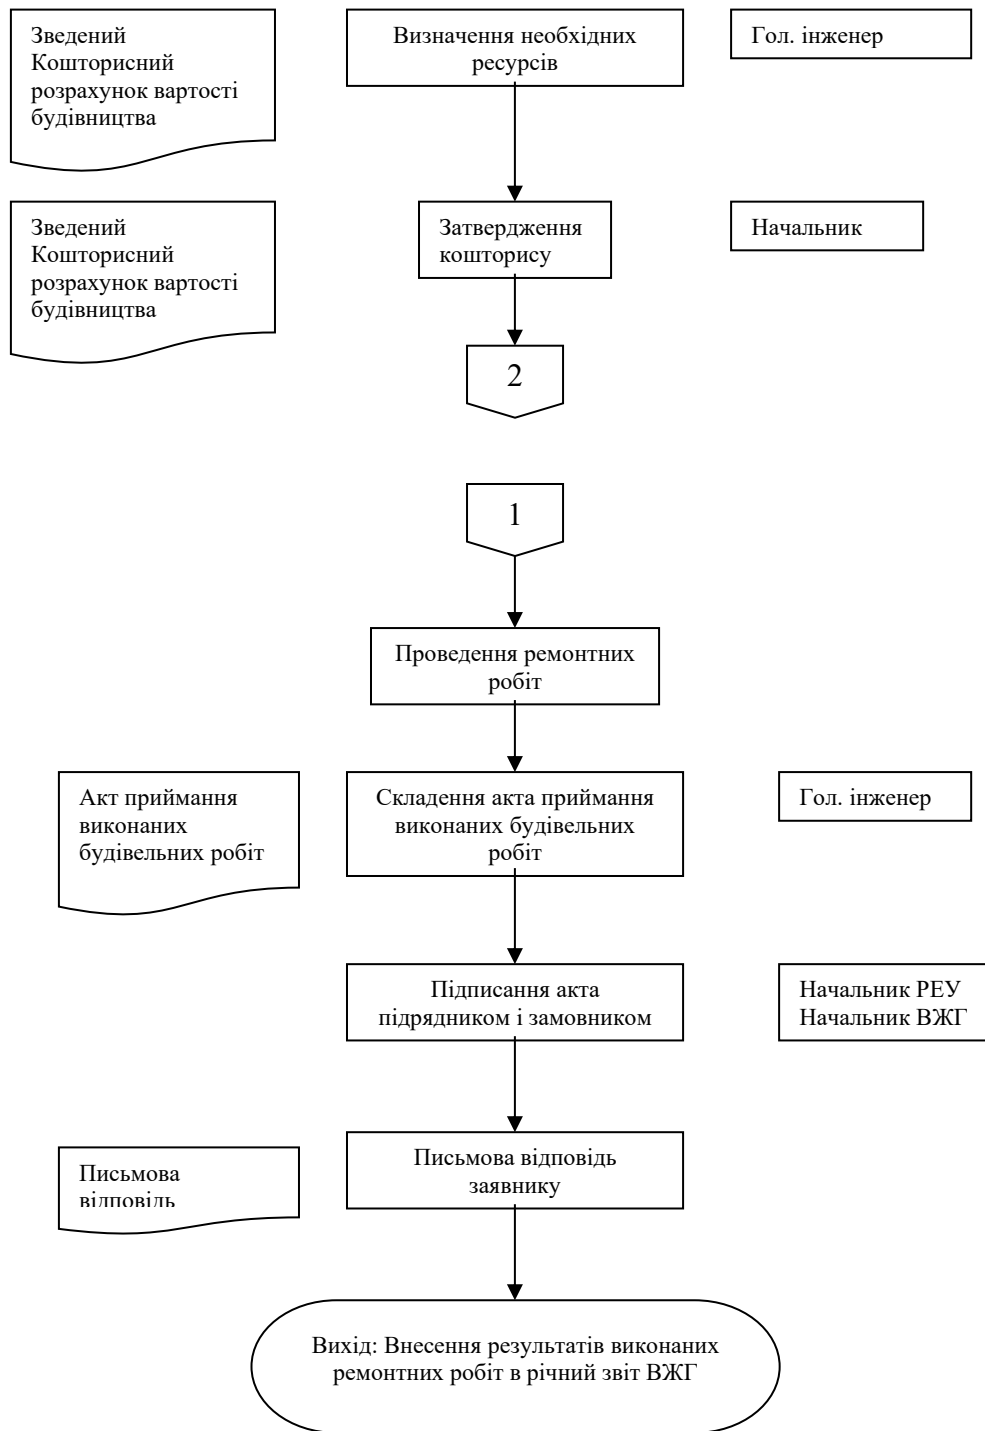 Зведений
Кошторисний
розрахунок вартості
будівництва
Визначення необхідних
ресурсів
Гол. інженер
Зведений
Кошторисний
розрахунок вартості
будівництва
Затвердження
кошторису
Начальник
2
1
Проведення ремонтних
робіт
Акт приймання
виконаних
будівельних робіт
Складення акта приймання
виконаних будівельних
робіт
Гол. інженер
Підписання акта
підрядником і замовником
Начальник РЕУ
Начальник ВЖГ
Письмова
відповідь
Письмова відповідь
заявнику
Вихід: Внесення результатів виконаних
ремонтних робіт в річний звіт ВЖГ